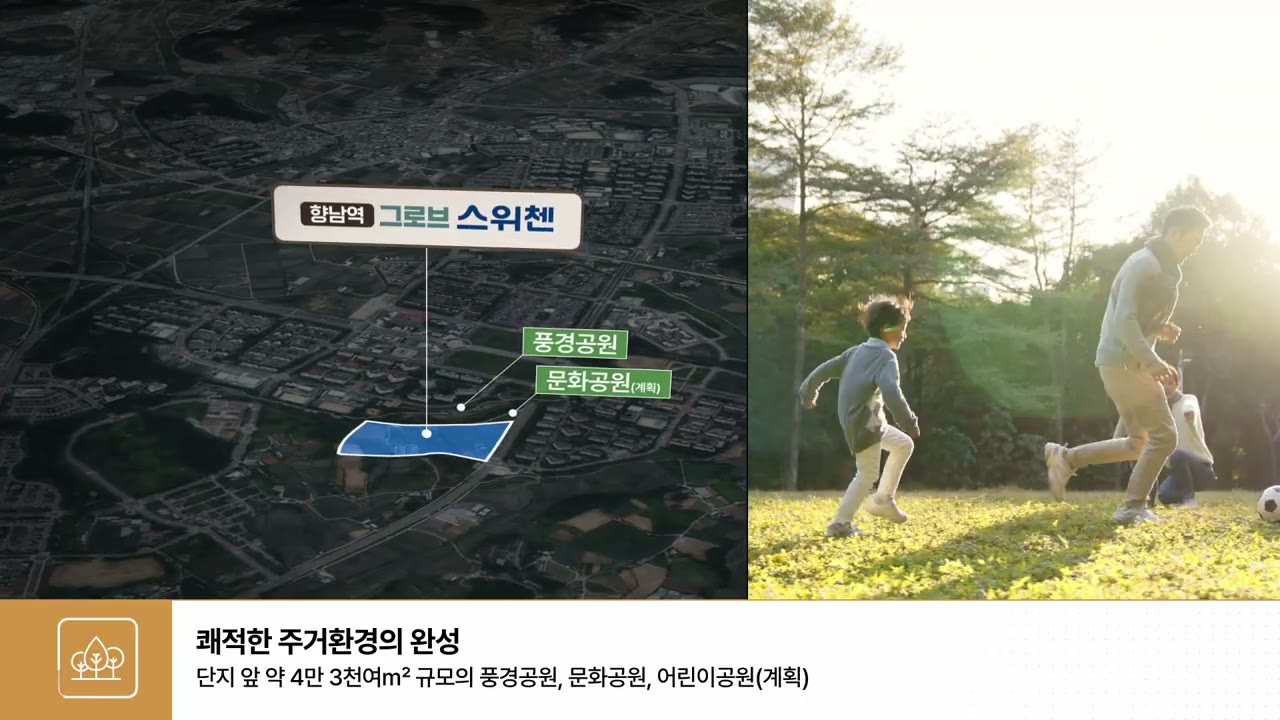 향남역 그로브 스위첸
풍경공원
문화공원(계획)
쾌적한 주거환경의 완성
단지 앞 약 4만 3천여m² 규모의 풍경공원, 문화공원, 어린이공원(계획)